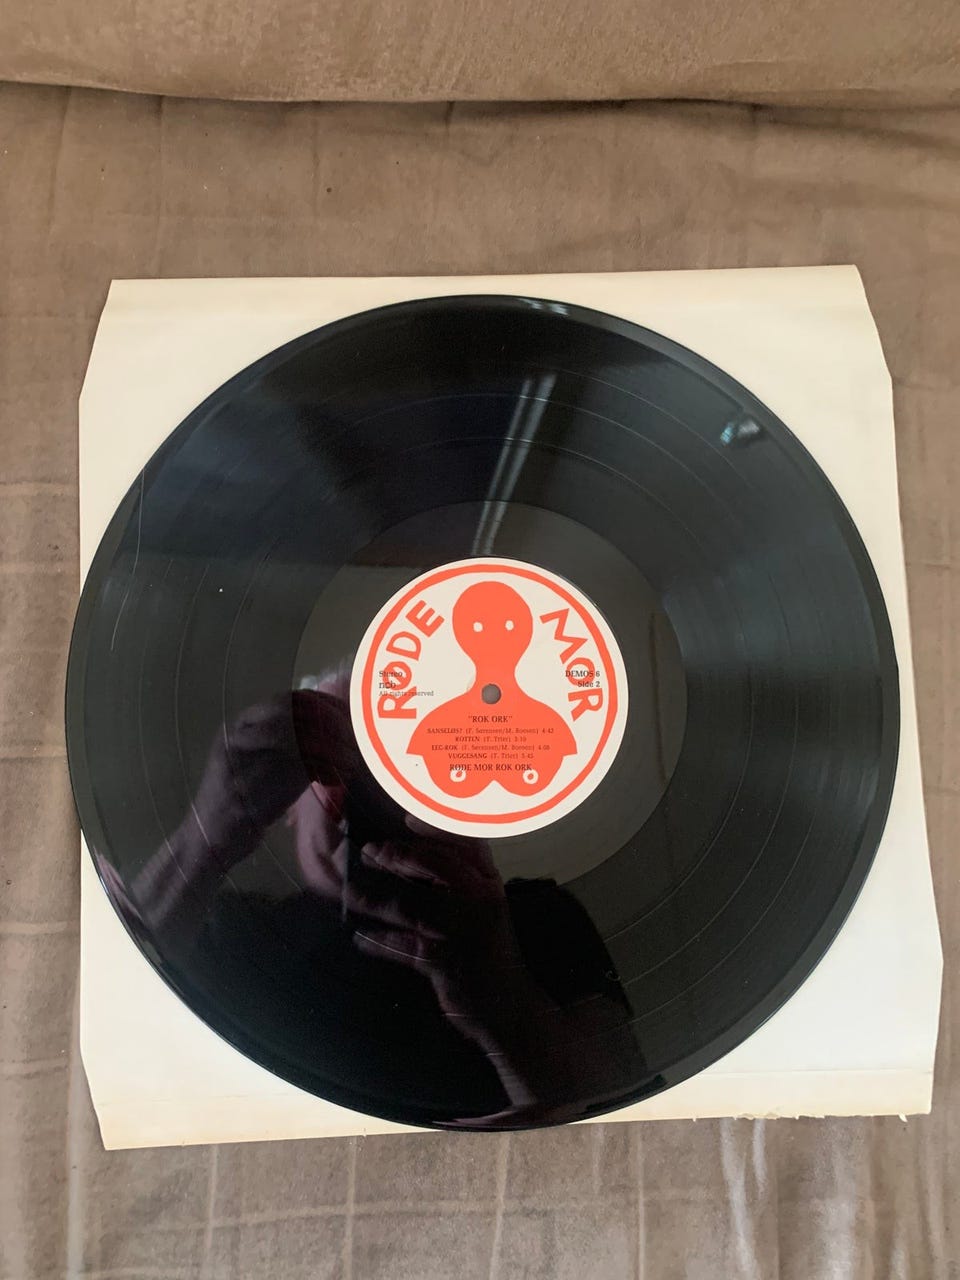 RØDE MOR
Stereo
ncb
All rights reserved
DEMOS 6
Side 2
"ROK ORK"
SANSELØS? (T. Sørensen/M. Boesen) 4:42
ROTTEN (T. Trier) 3:10
EEC-ROK (T. Sørensen/M. Boesen) 4:08
VUGGESANG (T. Trier) 5:45
RØDE MOR ROK ORK